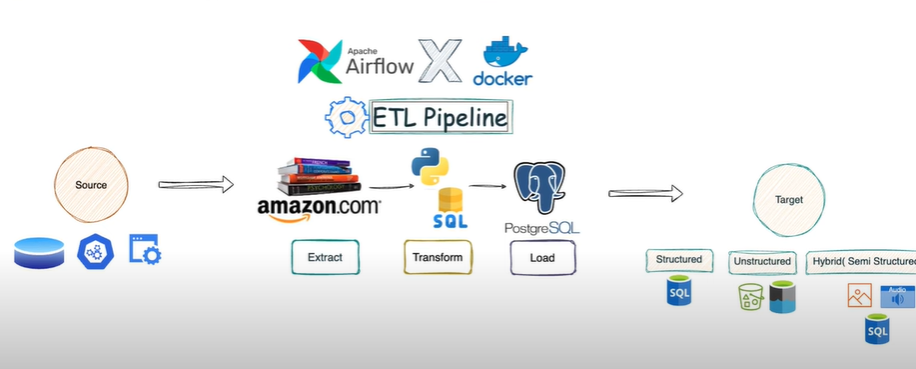 Apache
Airflow
X
docker
ETL Pipeline
Source
PSYCHOLOGY
amazon.com
SQL
PostgreSQL
Target
Extract
Transform
Load
Structured
Unstructured
Hybrid( Semi Structured
SQL
Audio
SQL